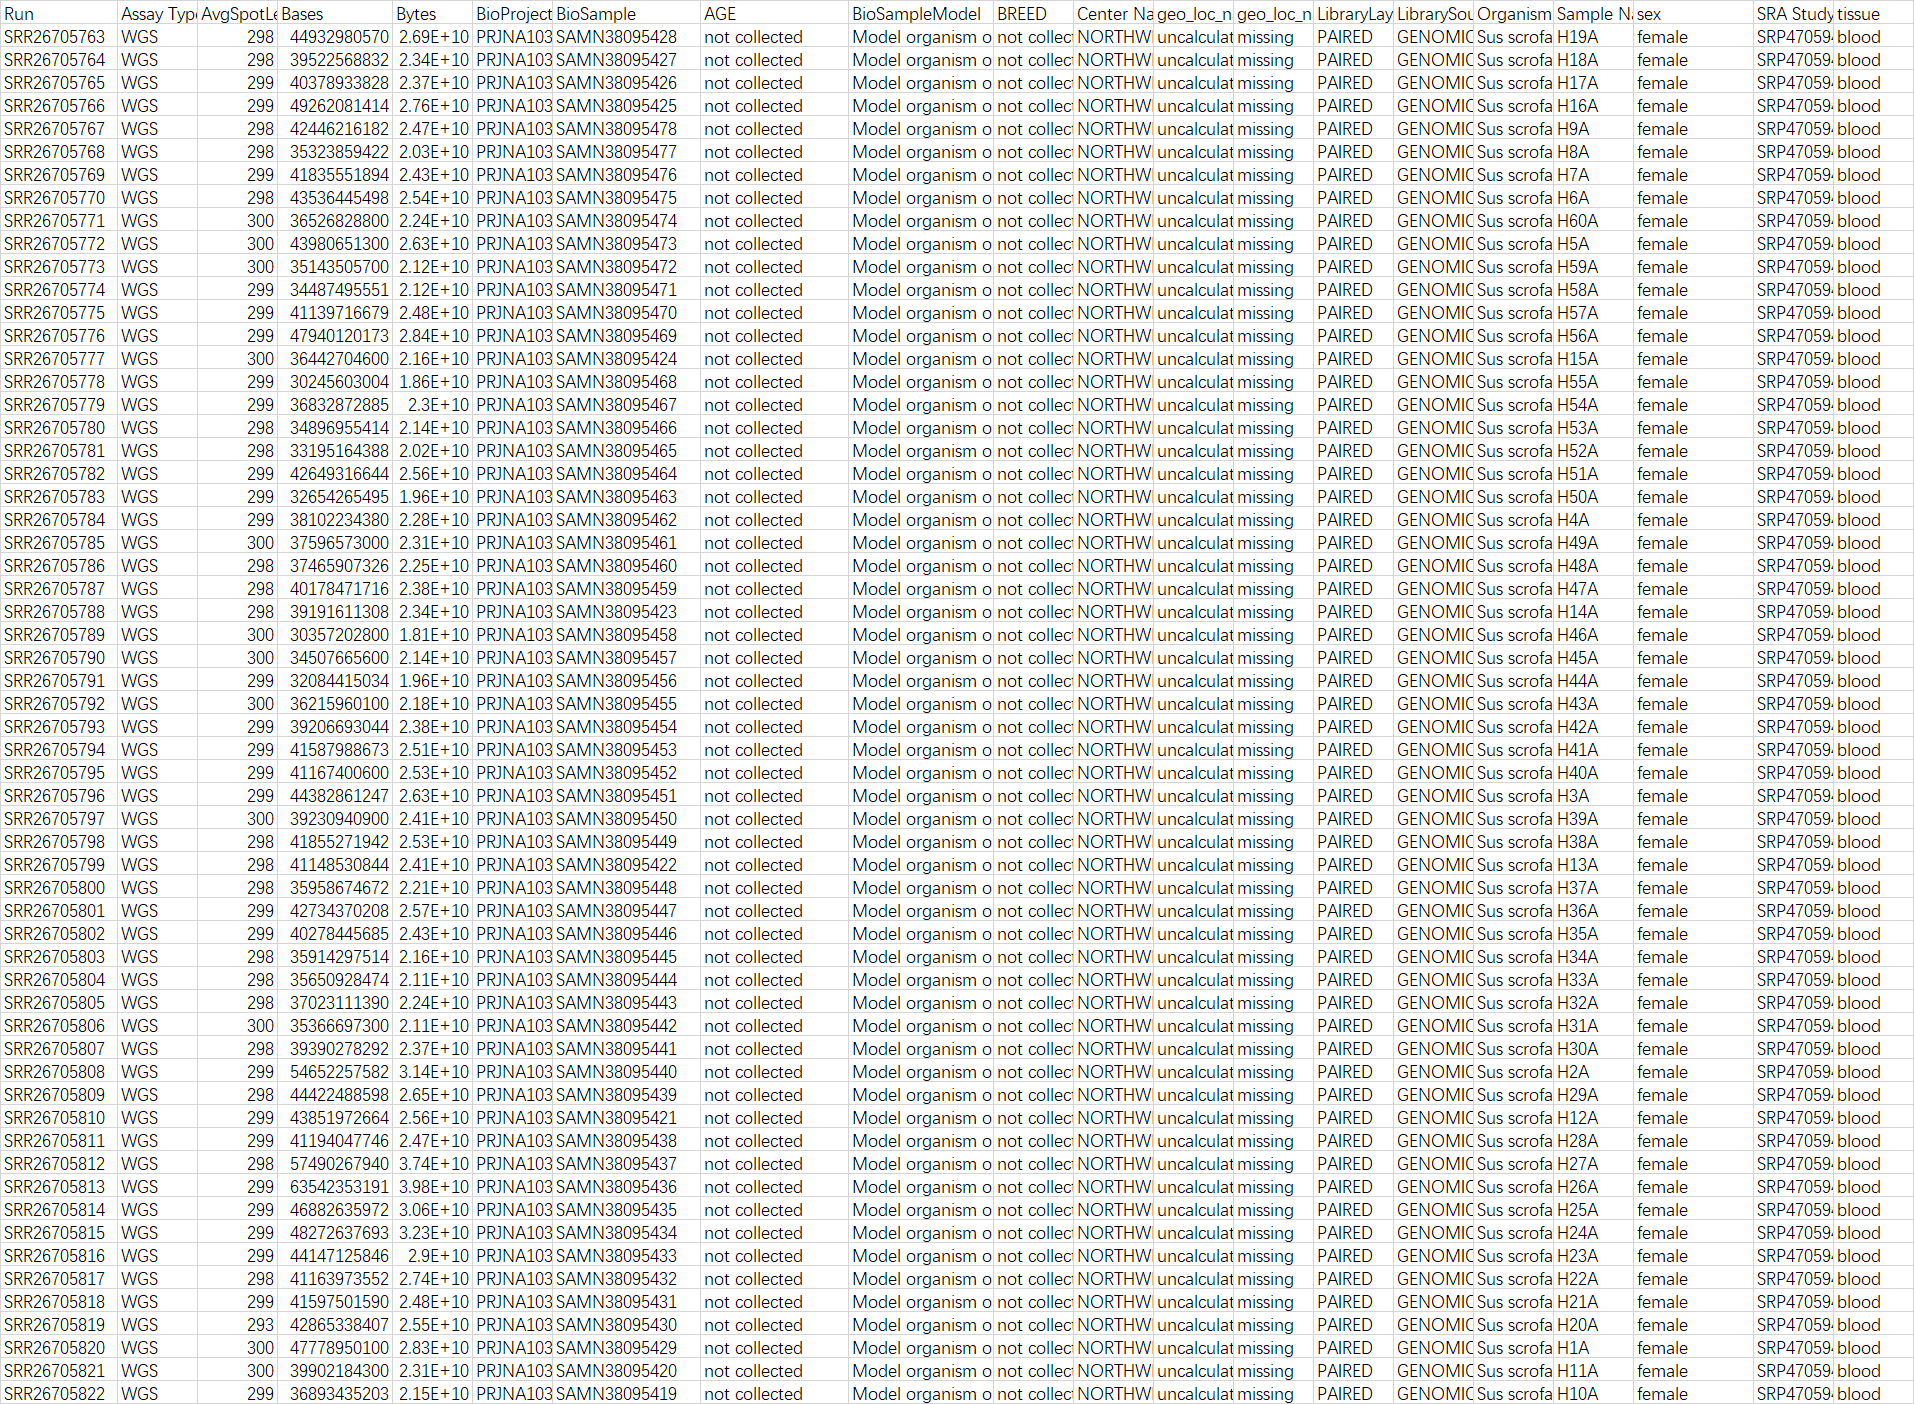 Run Assay Typ AvgSpotLe Bases Bytes BioProject BioSample AGE BioSampleModel BREED Center Na geo_loc_n geo_loc_n LibraryLay LibrarySou Organism Sample Na sex SRA Study tissue
SRR26705763 WGS 298 44932980570 2.69E+10 PRJNA103 SAMN38095428 not collected Model organism o not collect NORTHW uncalculat missing PAIRED GENOMIC Sus scrofa H19A female SRP47059 blood
SRR26705764 WGS 298 39522568832 2.34E+10 PRJNA103 SAMN38095427 not collected Model organism o not collect NORTHW uncalculat missing PAIRED GENOMIC Sus scrofa H18A female SRP47059 blood
SRR26705765 WGS 299 40378933828 2.37E+10 PRJNA103 SAMN38095426 not collected Model organism o not collect NORTHW uncalculat missing PAIRED GENOMIC Sus scrofa H17A female SRP47059 blood
SRR26705766 WGS 299 49262081414 2.76E+10 PRJNA103 SAMN38095425 not collected Model organism o not collect NORTHW uncalculat missing PAIRED GENOMIC Sus scrofa H16A female SRP47059 blood
SRR26705767 WGS 298 42446216182 2.47E+10 PRJNA103 SAMN38095478 not collected Model organism o not collect NORTHW uncalculat missing PAIRED GENOMIC Sus scrofa H9A female SRP47059 blood
SRR26705768 WGS 298 35323859422 2.03E+10 PRJNA103 SAMN38095477 not collected Model organism o not collect NORTHW uncalculat missing PAIRED GENOMIC Sus scrofa H8A female SRP47059 blood
SRR26705769 WGS 299 41835551894 2.43E+10 PRJNA103 SAMN38095476 not collected Model organism o not collect NORTHW uncalculat missing PAIRED GENOMIC Sus scrofa H7A female SRP47059 blood
SRR26705770 WGS 298 43536445498 2.54E+10 PRJNA103 SAMN38095475 not collected Model organism o not collect NORTHW uncalculat missing PAIRED GENOMIC Sus scrofa H6A female SRP47059 blood
SRR26705771 WGS 300 36526828800 2.24E+10 PRJNA103 SAMN38095474 not collected Model organism o not collect NORTHW uncalculat missing PAIRED GENOMIC Sus scrofa H60A female SRP47059 blood
SRR26705772 WGS 300 43980651300 2.63E+10 PRJNA103 SAMN38095473 not collected Model organism o not collect NORTHW uncalculat missing PAIRED GENOMIC Sus scrofa H5A female SRP47059 blood
SRR26705773 WGS 300 35143505700 2.12E+10 PRJNA103 SAMN38095472 not collected Model organism o not collect NORTHW uncalculat missing PAIRED GENOMIC Sus scrofa H59A female SRP47059 blood
SRR26705774 WGS 299 34487495551 2.12E+10 PRJNA103 SAMN38095471 not collected Model organism o not collect NORTHW uncalculat missing PAIRED GENOMIC Sus scrofa H58A female SRP47059 blood
SRR26705775 WGS 299 41139716679 2.48E+10 PRJNA103 SAMN38095470 not collected Model organism o not collect NORTHW uncalculat missing PAIRED GENOMIC Sus scrofa H57A female SRP47059 blood
SRR26705776 WGS 299 47940120173 2.84E+10 PRJNA103 SAMN38095469 not collected Model organism o not collect NORTHW uncalculat missing PAIRED GENOMIC Sus scrofa H56A female SRP47059 blood
SRR26705777 WGS 300 36442704600 2.16E+10 PRJNA103 SAMN38095424 not collected Model organism o not collect NORTHW uncalculat missing PAIRED GENOMIC Sus scrofa H15A female SRP47059 blood
SRR26705778 WGS 299 30245603004 1.86E+10 PRJNA103 SAMN38095468 not collected Model organism o not collect NORTHW uncalculat missing PAIRED GENOMIC Sus scrofa H55A female SRP47059 blood
SRR26705779 WGS 299 36832872885 2.3E+10 PRJNA103 SAMN38095467 not collected Model organism o not collect NORTHW uncalculat missing PAIRED GENOMIC Sus scrofa H54A female SRP47059 blood
SRR26705780 WGS 298 34896955414 2.14E+10 PRJNA103 SAMN38095466 not collected Model organism o not collect NORTHW uncalculat missing PAIRED GENOMIC Sus scrofa H53A female SRP47059 blood
SRR26705781 WGS 298 33195164388 2.02E+10 PRJNA103 SAMN38095465 not collected Model organism o not collect NORTHW uncalculat missing PAIRED GENOMIC Sus scrofa H52A female SRP47059 blood
SRR26705782 WGS 299 42649316644 2.56E+10 PRJNA103 SAMN38095464 not collected Model organism o not collect NORTHW uncalculat missing PAIRED GENOMIC Sus scrofa H51A female SRP47059 blood
SRR26705783 WGS 299 32654265495 1.96E+10 PRJNA103 SAMN38095463 not collected Model organism o not collect NORTHW uncalculat missing PAIRED GENOMIC Sus scrofa H50A female SRP47059 blood
SRR26705784 WGS 299 38102234380 2.28E+10 PRJNA103 SAMN38095462 not collected Model organism o not collect NORTHW uncalculat missing PAIRED GENOMIC Sus scrofa H4A female SRP47059 blood
SRR26705785 WGS 300 37596573000 2.31E+10 PRJNA103 SAMN38095461 not collected Model organism o not collect NORTHW uncalculat missing PAIRED GENOMIC Sus scrofa H49A female SRP47059 blood
SRR26705786 WGS 298 37465907326 2.25E+10 PRJNA103 SAMN38095460 not collected Model organism o not collect NORTHW uncalculat missing PAIRED GENOMIC Sus scrofa H48A female SRP47059 blood
SRR26705787 WGS 298 40178471716 2.38E+10 PRJNA103 SAMN38095459 not collected Model organism o not collect NORTHW uncalculat missing PAIRED GENOMIC Sus scrofa H47A female SRP47059 blood
SRR26705788 WGS 298 39191611308 2.34E+10 PRJNA103 SAMN38095423 not collected Model organism o not collect NORTHW uncalculat missing PAIRED GENOMIC Sus scrofa H14A female SRP47059 blood
SRR26705789 WGS 300 30357202800 1.81E+10 PRJNA103 SAMN38095458 not collected Model organism o not collect NORTHW uncalculat missing PAIRED GENOMIC Sus scrofa H46A female SRP47059 blood
SRR26705790 WGS 300 34507665600 2.14E+10 PRJNA103 SAMN38095457 not collected Model organism o not collect NORTHW uncalculat missing PAIRED GENOMIC Sus scrofa H45A female SRP47059 blood
SRR26705791 WGS 299 32084415034 1.96E+10 PRJNA103 SAMN38095456 not collected Model organism o not collect NORTHW uncalculat missing PAIRED GENOMIC Sus scrofa H44A female SRP47059 blood
SRR26705792 WGS 300 36215960100 2.18E+10 PRJNA103 SAMN38095455 not collected Model organism o not collect NORTHW uncalculat missing PAIRED GENOMIC Sus scrofa H43A female SRP47059 blood
SRR26705793 WGS 299 39206693044 2.38E+10 PRJNA103 SAMN38095454 not collected Model organism o not collect NORTHW uncalculat missing PAIRED GENOMIC Sus scrofa H42A female SRP47059 blood
SRR26705794 WGS 299 41587988673 2.51E+10 PRJNA103 SAMN38095453 not collected Model organism o not collect NORTHW uncalculat missing PAIRED GENOMIC Sus scrofa H41A female SRP47059 blood
SRR26705795 WGS 299 41167400600 2.53E+10 PRJNA103 SAMN38095452 not collected Model organism o not collect NORTHW uncalculat missing PAIRED GENOMIC Sus scrofa H40A female SRP47059 blood
SRR26705796 WGS 299 44382861247 2.63E+10 PRJNA103 SAMN38095451 not collected Model organism o not collect NORTHW uncalculat missing PAIRED GENOMIC Sus scrofa H3A female SRP47059 blood
SRR26705797 WGS 300 39230940900 2.41E+10 PRJNA103 SAMN38095450 not collected Model organism o not collect NORTHW uncalculat missing PAIRED GENOMIC Sus scrofa H39A female SRP47059 blood
SRR26705798 WGS 298 41855271942 2.53E+10 PRJNA103 SAMN38095449 not collected Model organism o not collect NORTHW uncalculat missing PAIRED GENOMIC Sus scrofa H38A female SRP47059 blood
SRR26705799 WGS 298 41148530844 2.41E+10 PRJNA103 SAMN38095422 not collected Model organism o not collect NORTHW uncalculat missing PAIRED GENOMIC Sus scrofa H13A female SRP47059 blood
SRR26705800 WGS 298 35958674672 2.21E+10 PRJNA103 SAMN38095448 not collected Model organism o not collect NORTHW uncalculat missing PAIRED GENOMIC Sus scrofa H37A female SRP47059 blood
SRR26705801 WGS 299 42734370208 2.57E+10 PRJNA103 SAMN38095447 not collected Model organism o not collect NORTHW uncalculat missing PAIRED GENOMIC Sus scrofa H36A female SRP47059 blood
SRR26705802 WGS 299 40278445685 2.43E+10 PRJNA103 SAMN38095446 not collected Model organism o not collect NORTHW uncalculat missing PAIRED GENOMIC Sus scrofa H35A female SRP47059 blood
SRR26705803 WGS 298 35914297514 2.16E+10 PRJNA103 SAMN38095445 not collected Model organism o not collect NORTHW uncalculat missing PAIRED GENOMIC Sus scrofa H34A female SRP47059 blood
SRR26705804 WGS 298 35650928474 2.11E+10 PRJNA103 SAMN38095444 not collected Model organism o not collect NORTHW uncalculat missing PAIRED GENOMIC Sus scrofa H33A female SRP47059 blood
SRR26705805 WGS 298 37023111390 2.24E+10 PRJNA103 SAMN38095443 not collected Model organism o not collect NORTHW uncalculat missing PAIRED GENOMIC Sus scrofa H32A female SRP47059 blood
SRR26705806 WGS 300 35366697300 2.11E+10 PRJNA103 SAMN38095442 not collected Model organism o not collect NORTHW uncalculat missing PAIRED GENOMIC Sus scrofa H31A female SRP47059 blood
SRR26705807 WGS 298 39390278292 2.37E+10 PRJNA103 SAMN38095441 not collected Model organism o not collect NORTHW uncalculat missing PAIRED GENOMIC Sus scrofa H30A female SRP47059 blood
SRR26705808 WGS 299 54652257582 3.14E+10 PRJNA103 SAMN38095440 not collected Model organism o not collect NORTHW uncalculat missing PAIRED GENOMIC Sus scrofa H2A female SRP47059 blood
SRR26705809 WGS 298 44422488598 2.65E+10 PRJNA103 SAMN38095439 not collected Model organism o not collect NORTHW uncalculat missing PAIRED GENOMIC Sus scrofa H29A female SRP47059 blood
SRR26705810 WGS 299 43851972664 2.56E+10 PRJNA103 SAMN38095421 not collected Model organism o not collect NORTHW uncalculat missing PAIRED GENOMIC Sus scrofa H12A female SRP47059 blood
SRR26705811 WGS 299 41194047746 2.47E+10 PRJNA103 SAMN38095438 not collected Model organism o not collect NORTHW uncalculat missing PAIRED GENOMIC Sus scrofa H28A female SRP47059 blood
SRR26705812 WGS 298 57490267940 3.74E+10 PRJNA103 SAMN38095437 not collected Model organism o not collect NORTHW uncalculat missing PAIRED GENOMIC Sus scrofa H27A female SRP47059 blood
SRR26705813 WGS 299 63542353191 3.98E+10 PRJNA103 SAMN38095436 not collected Model organism o not collect NORTHW uncalculat missing PAIRED GENOMIC Sus scrofa H26A female SRP47059 blood
SRR26705814 WGS 299 46882635972 3.06E+10 PRJNA103 SAMN38095435 not collected Model organism o not collect NORTHW uncalculat missing PAIRED GENOMIC Sus scrofa H25A female SRP47059 blood
SRR26705815 WGS 299 48272637693 3.23E+10 PRJNA103 SAMN38095434 not collected Model organism o not collect NORTHW uncalculat missing PAIRED GENOMIC Sus scrofa H24A female SRP47059 blood
SRR26705816 WGS 299 44147125846 2.9E+10 PRJNA103 SAMN38095433 not collected Model organism o not collect NORTHW uncalculat missing PAIRED GENOMIC Sus scrofa H23A female SRP47059 blood
SRR26705817 WGS 298 41163973552 2.74E+10 PRJNA103 SAMN38095432 not collected Model organism o not collect NORTHW uncalculat missing PAIRED GENOMIC Sus scrofa H22A female SRP47059 blood
SRR26705818 WGS 299 41597501590 2.48E+10 PRJNA103 SAMN38095431 not collected Model organism o not collect NORTHW uncalculat missing PAIRED GENOMIC Sus scrofa H21A female SRP47059 blood
SRR26705819 WGS 293 42865338407 2.55E+10 PRJNA103 SAMN38095430 not collected Model organism o not collect NORTHW uncalculat missing PAIRED GENOMIC Sus scrofa H20A female SRP47059 blood
SRR26705820 WGS 300 47778950100 2.83E+10 PRJNA103 SAMN38095429 not collected Model organism o not collect NORTHW uncalculat missing PAIRED GENOMIC Sus scrofa H1A female SRP47059 blood
SRR26705821 WGS 300 39902184300 2.31E+10 PRJNA103 SAMN38095420 not collected Model organism o not collect NORTHW uncalculat missing PAIRED GENOMIC Sus scrofa H11A female SRP47059 blood
SRR26705822 WGS 299 36893435203 2.15E+10 PRJNA103 SAMN38095419 not collected Model organism o not collect NORTHW uncalculat missing PAIRED GENOMIC Sus scrofa H10A female SRP47059 blood